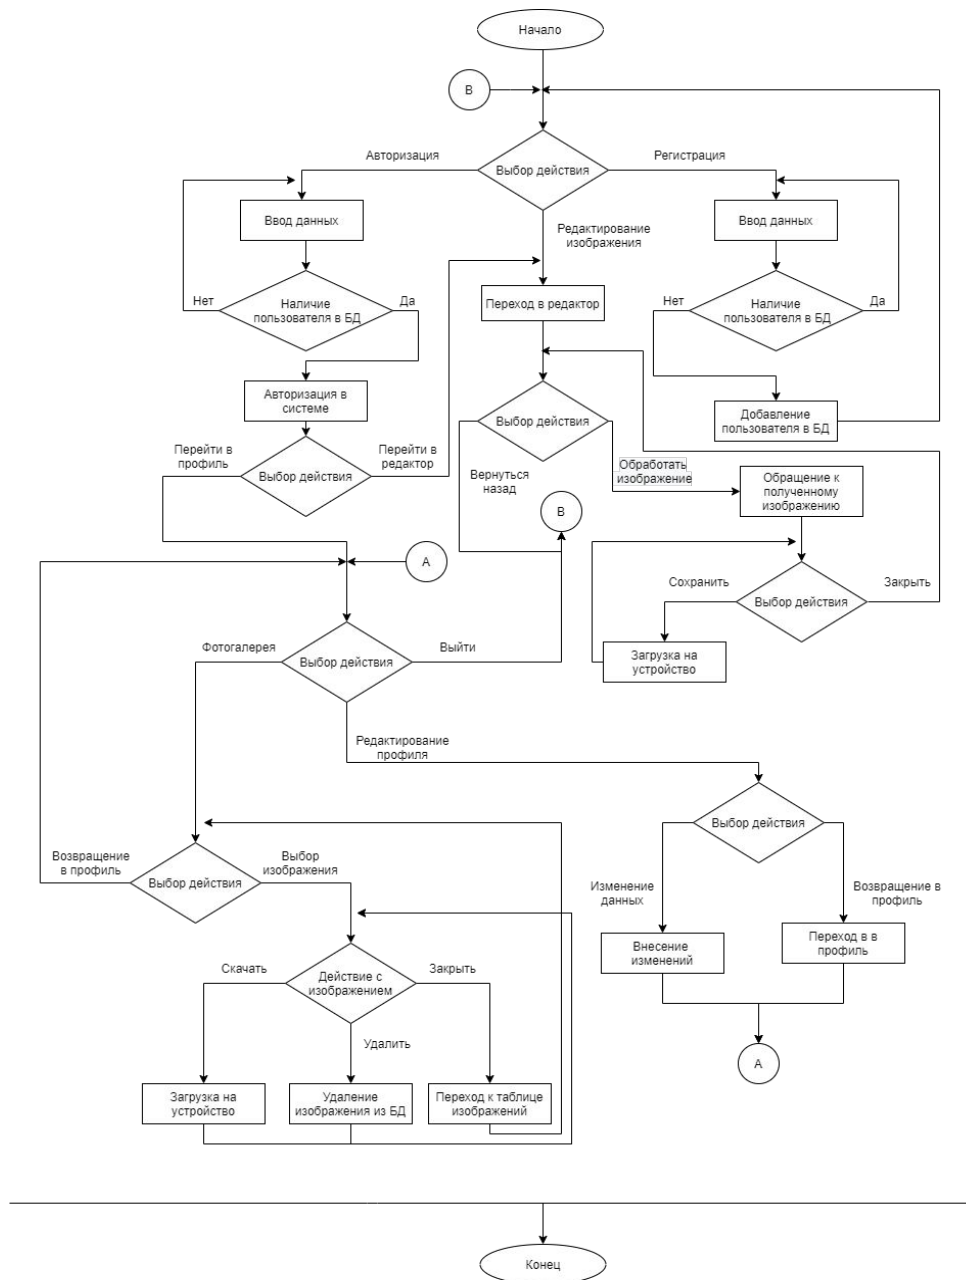 Начало
В
Авторизация
Выбор действия
Регистрация
Ввод данных
Редактирование
изображения
Ввод данных
Нет
Наличие
пользователя в БД
Да
Переход в редактор
Нет
Наличие
пользователя в БД
Да
Авторизация в
системе
Выбор действия
Добавление
пользователя в БД
Перейти в
профиль
Выбор действия
Перейти в
редактор
Вернуться
назад
Обработать
изображение
Обращение к
полученному
изображению
В
А
Сохранить
Выбор действия
Закрыть
Фотогалерея
Выбор действия
Выйти
Загрузка на
устройство
Редактирование
профиля
Выбор действия
Возвращение
в профиль
Выбор действия
Выбор
изображения
Изменение
данных
Возвращение в
профиль
Внесение
изменений
Переход в в
профиль
Скачать
Действие с
изображением
Закрыть
Удалить
А
Загрузка на
устройство
Удаление
изображения из БД
Переход к таблице
изображений
Конец